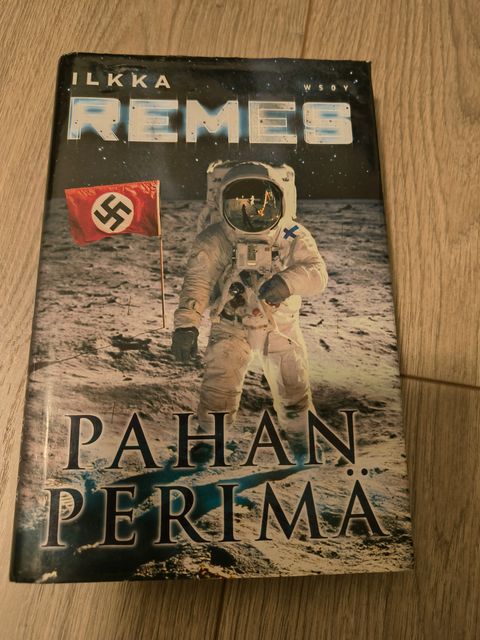 ILKKA
WSOY
REMES
PAHAN
PERIMÄ